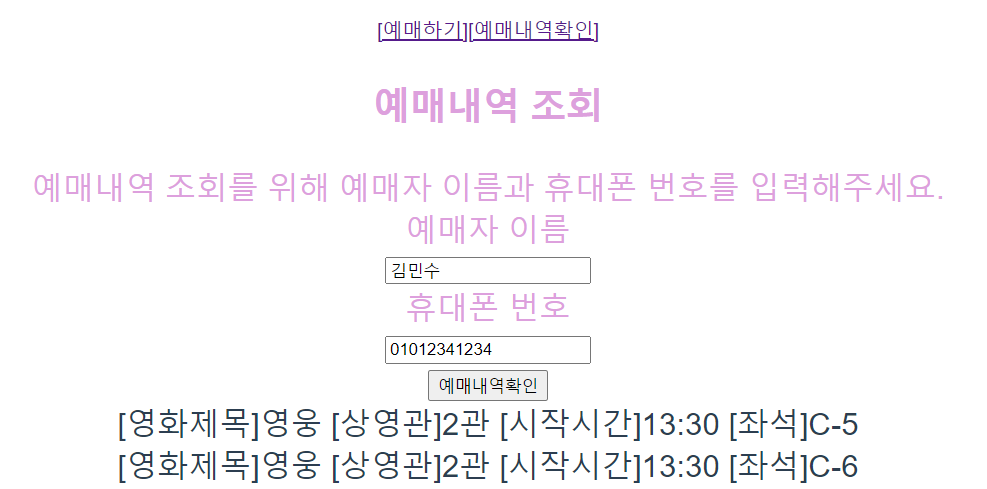 [예매하기][예매내역확인]
예매내역 조회
예매내역 조회를 위해 예매자 이름과 휴대폰 번호를 입력해주세요.
예매자 이름
김민수
휴대폰 번호
01012341234
예매내역확인
[영화제목]영웅 [상영관]2관 [시작시간]13:30 [좌석]C-5
[영화제목]영웅 [상영관]2관 [시작시간]13:30 [좌석]C-6